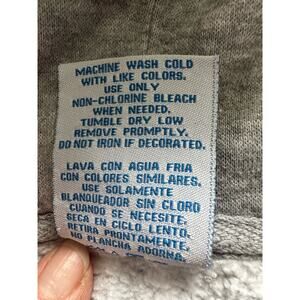 MACHINE WASH COLD
WITH LIKE COLORS.
USE ONLY
NON-CHLORINE BLEACH
WHEN NEEDED.
TUMBLE DRY LOW
REMOVE PROMPTLY.
DO NOT IRON IF DECORATED.
LAVA CON AGUA FRIA
CON COLORES SIMILARES.
USE SOLAMENTE
BLANQUEADOR SIN CLORO
CUANDO SE NECESITE.
SECA EN CICLO LENTO.
RETIRA PRONTAMENTE.
NO PLANCHA ADORNA.